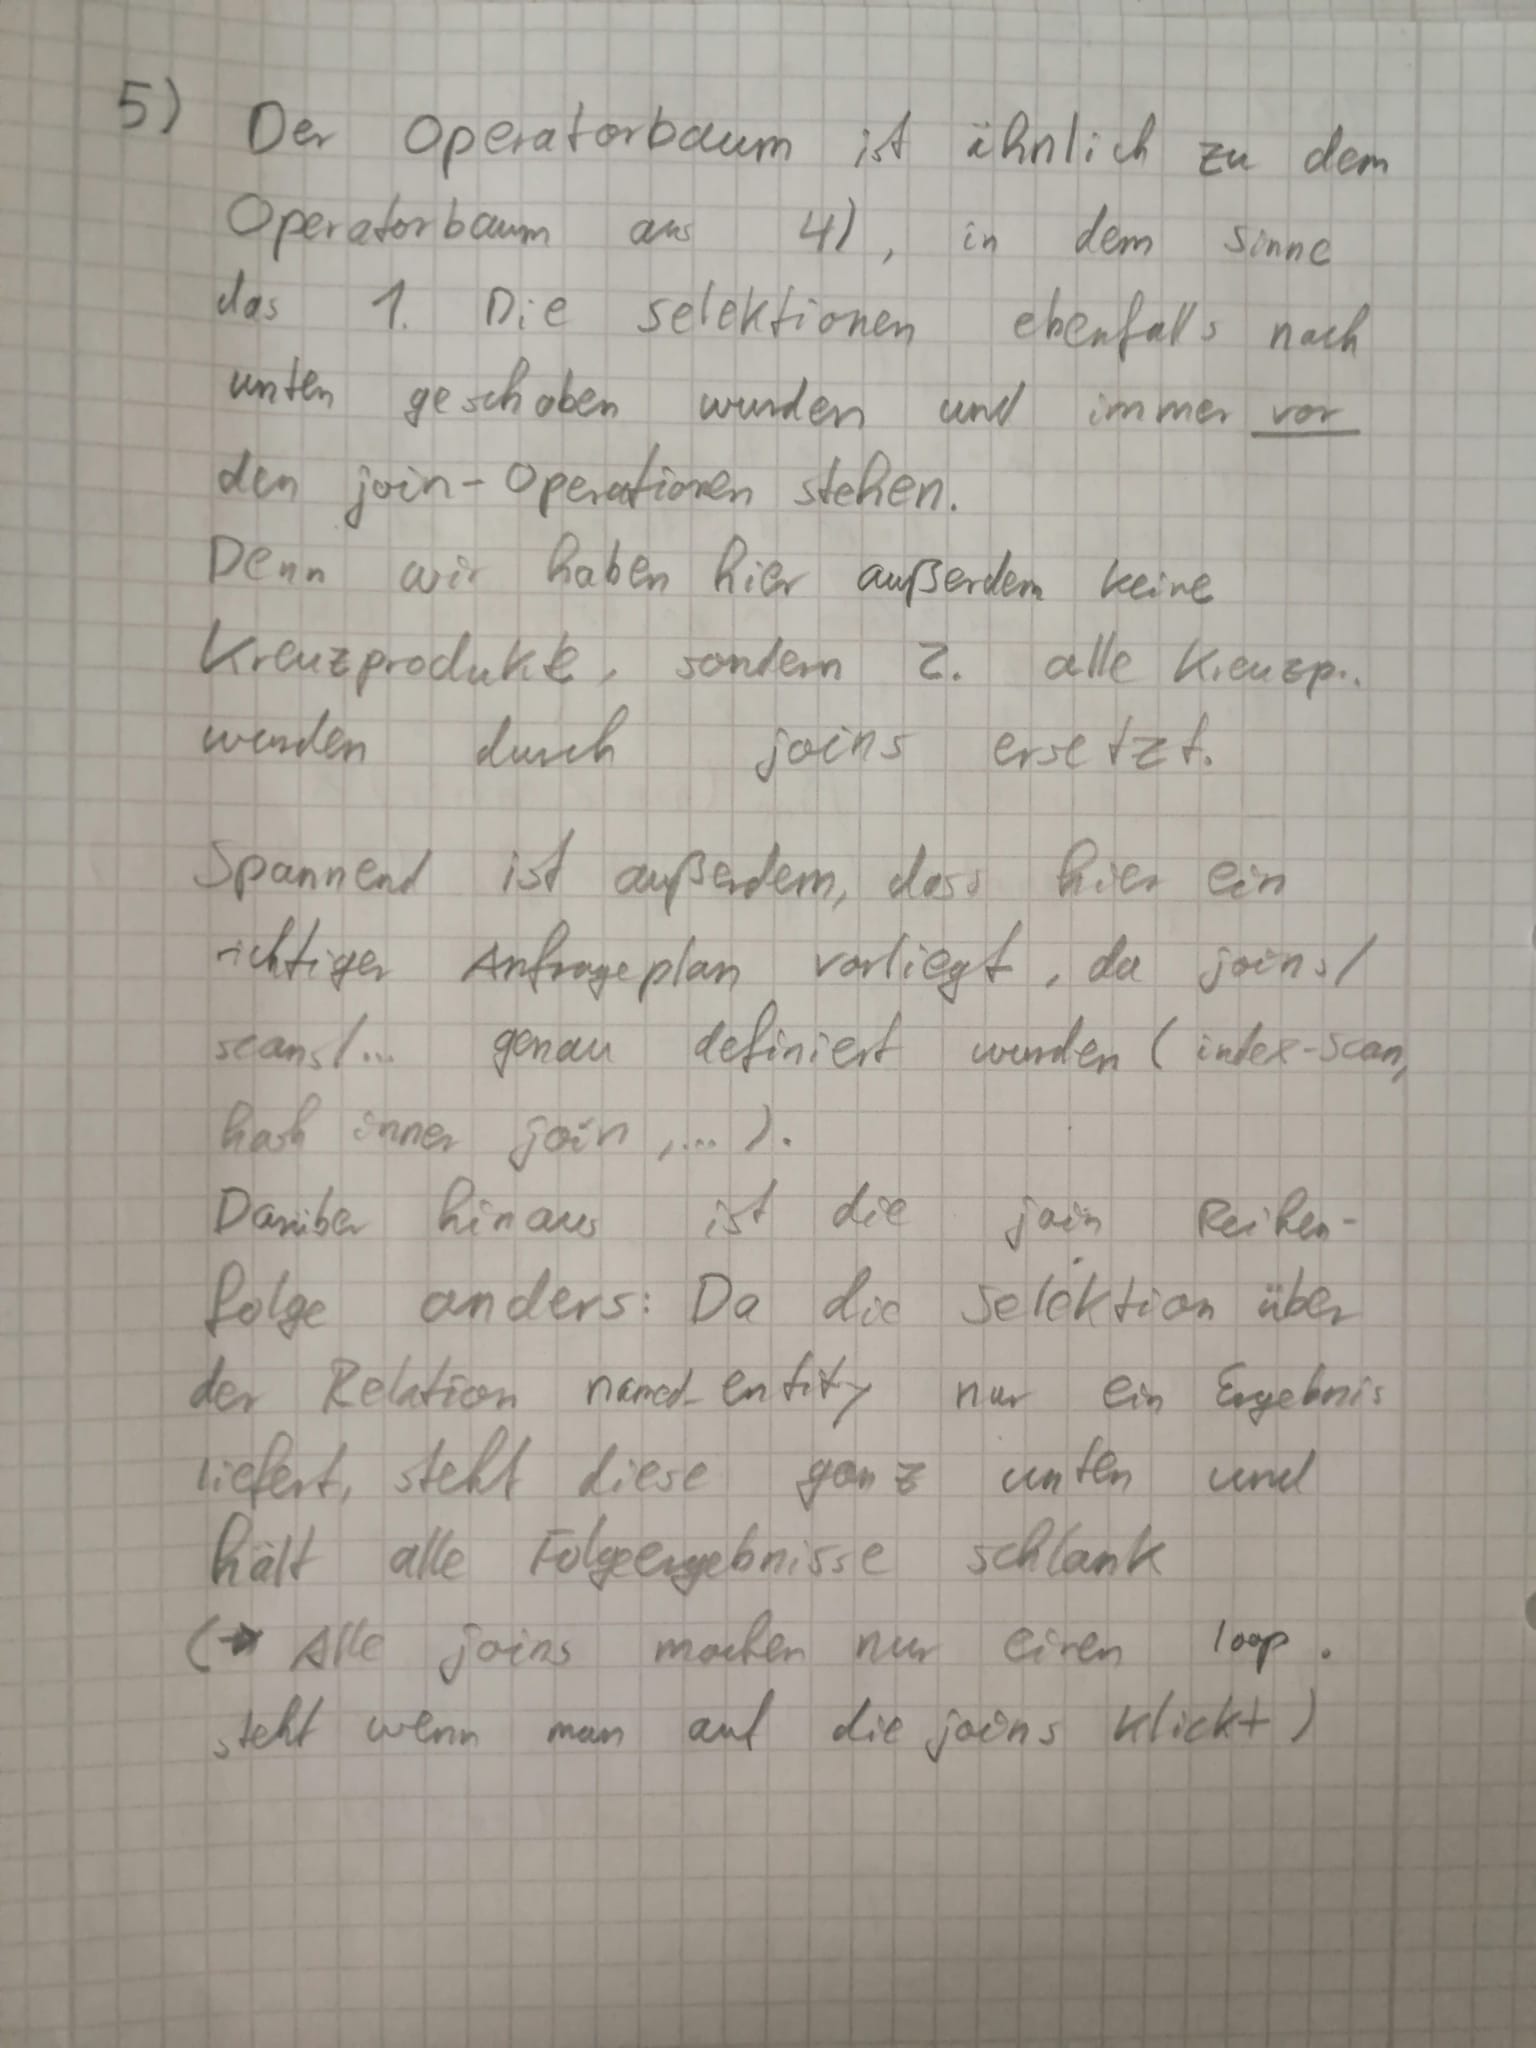 5) Der Operatorbaum ist ähnlich zu dem
Operatorbaum aus 4), in dem Sinne
das 1. Die Selektionen ebenfalls nach
unten geschoben wurden und immer vor
den join-Operationen stehen.
Denn wir haben hier außerdem keine
Kreuzprodukte, sondern 2. alle Kreuzp..
wurden durch joins ersetzt.
Spannend ist außerdem, dass hier ein
richtiger Anfrageplan vorliegt, da joins/
scans/... genau definiert wurden (index-scan,
hash inner join,...).
Darüber hinaus ist die join Reihen-
folge anders: Da die Selektion über
der Relation named_entity nur ein Ergebnis
liefert, steht diese ganz unten und
hält alle Folgeergebnisse schlank
(→ Alle joins machen nur einen loop.
steht wenn man auf die joins klickt)